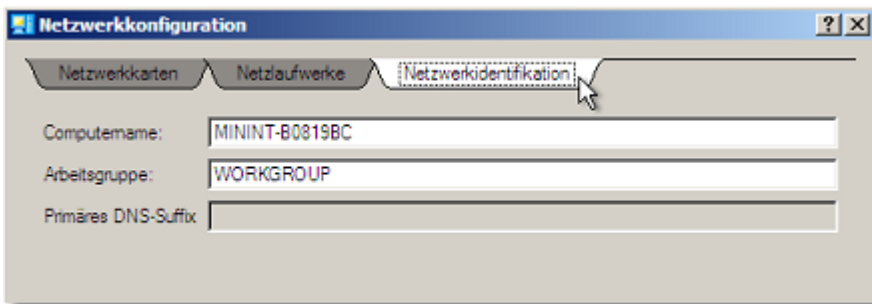 Netzwerkkonfiguration
Netzwerkkarten Netzlaufwerke Netzwerkidentifikation
Computername: MININT-B0819BC
Arbeitsgruppe: WORKGROUP
Primäres DNS-Suffix